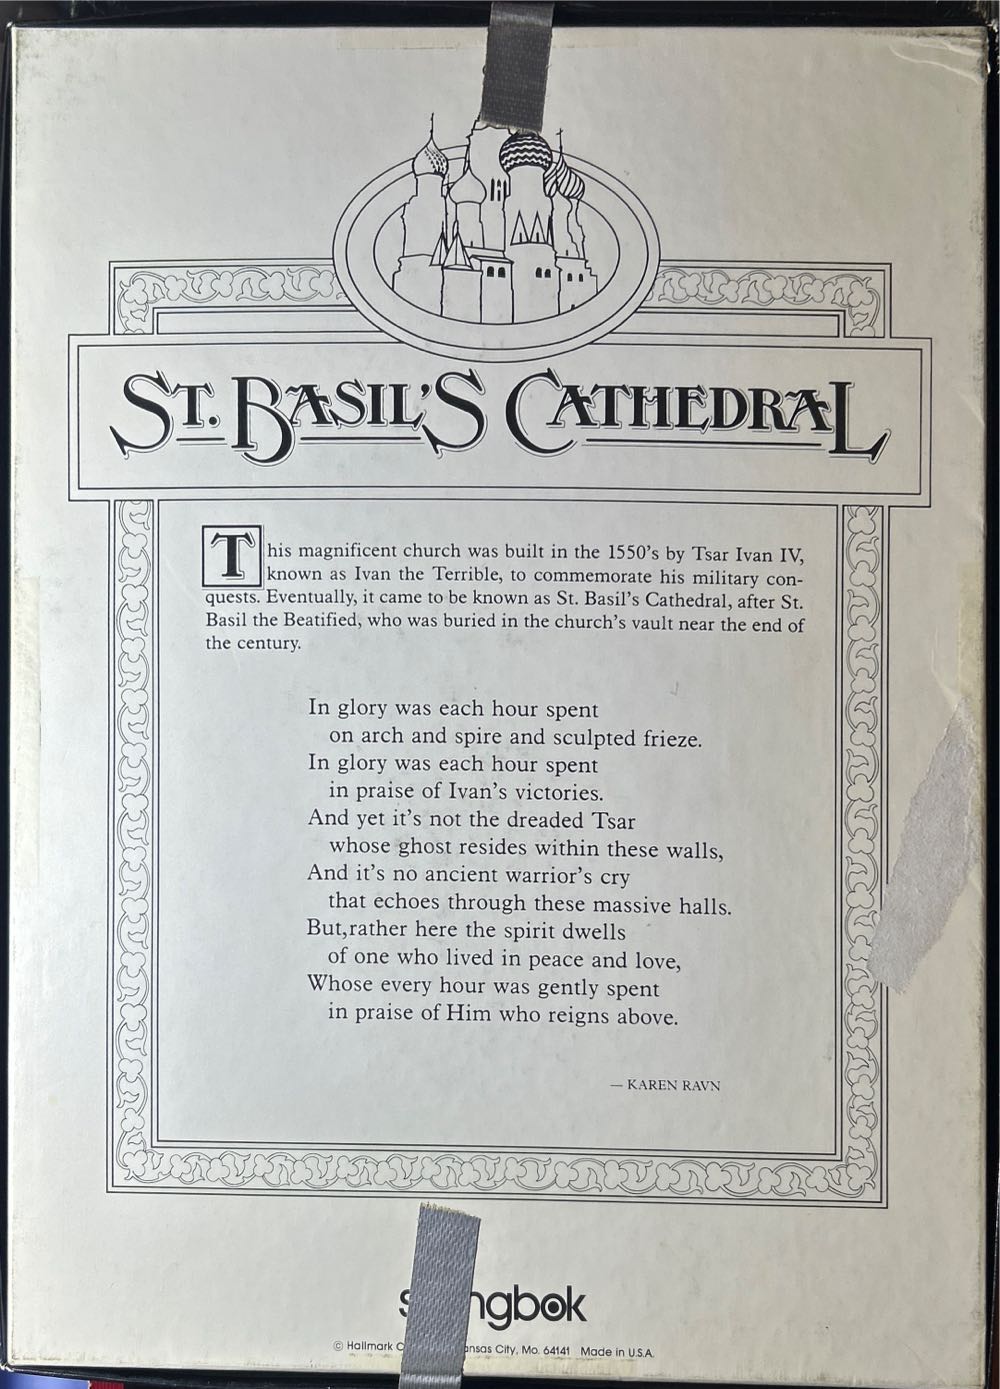 ST. BASIL'S CATHEDRAL
This magnificent church was built in the 1550's by Tsar Ivan IV,
known as Ivan the Terrible, to commemorate his military con-
quests. Eventually, it came to be known as St. Basil's Cathedral, after St.
Basil the Beatified, who was buried in the church's vault near the end of
the century.
In glory was each hour spent
on arch and spire and sculpted frieze.
In glory was each hour spent
in praise of Ivan's victories.
And yet it's not the dreaded Tsar
whose ghost resides within these walls,
And it's no ancient warrior's cry
that echoes through these massive halls.
But, rather here the spirit dwells
of one who lived in peace and love,
Whose every hour was gently spent
in praise of Him who reigns above.
— KAREN RAVN
© Hallmark City, Mo. 64141 Made in U.S.A.